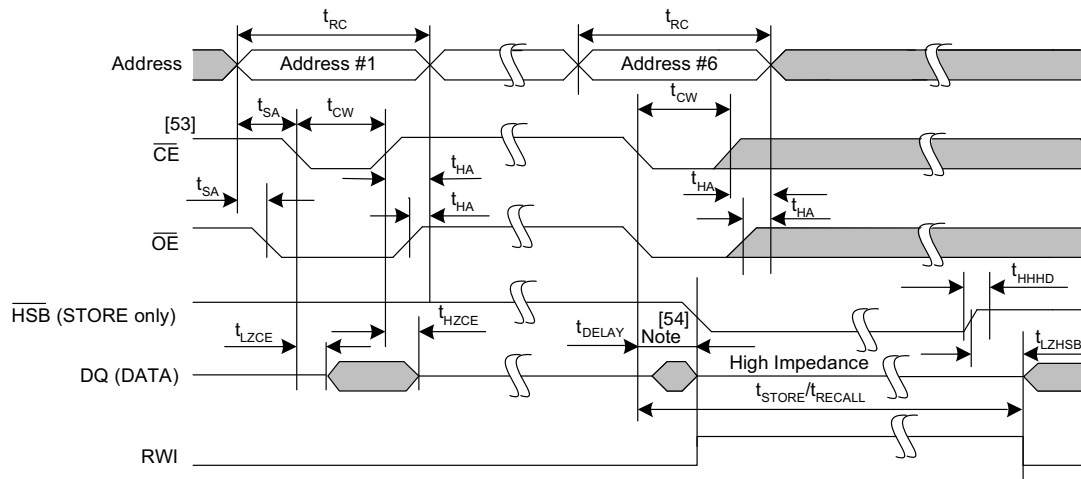 tRC tRC
Address Address #1 Address #6
tSA tCW tCW
[53]
CE
tHA tHA
tSA tHA tHA
OE
tHHHD
HSB (STORE only)
tLZCE tHZCE tDELAY [54]
Note tLZHSB
DQ (DATA) High Impedance
tSTORE/tRECALL
RWI